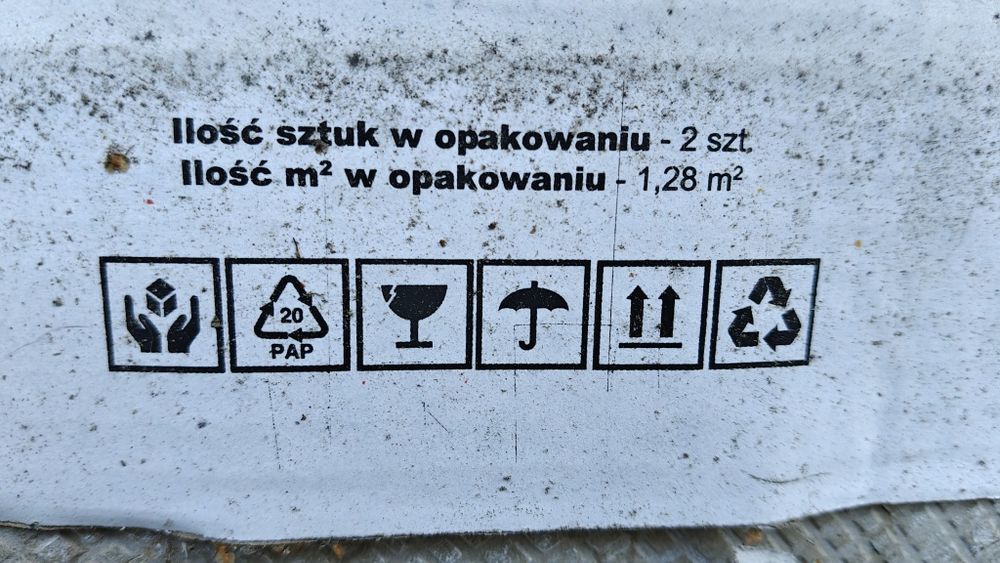 Ilość sztuk w opakowaniu - 2 szt.
Ilość m² w opakowaniu - 1,28 m²
20
PAP